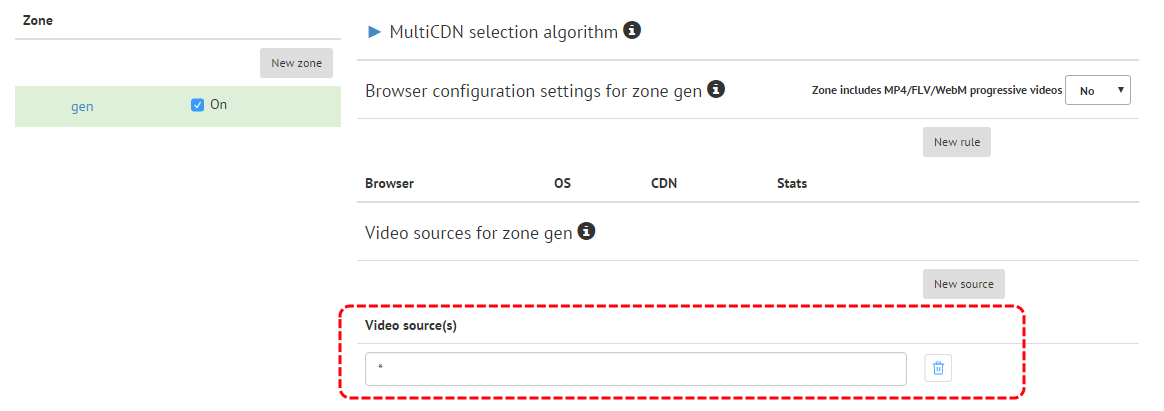 Zone
New zone
gen
On
MultiCDN selection algorithm
Browser configuration settings for zone gen
Zone includes MP4/FLV/WebM progressive videos
No
New rule
Browser OS CDN Stats
Video sources for zone gen
New source
Video source(s)
*